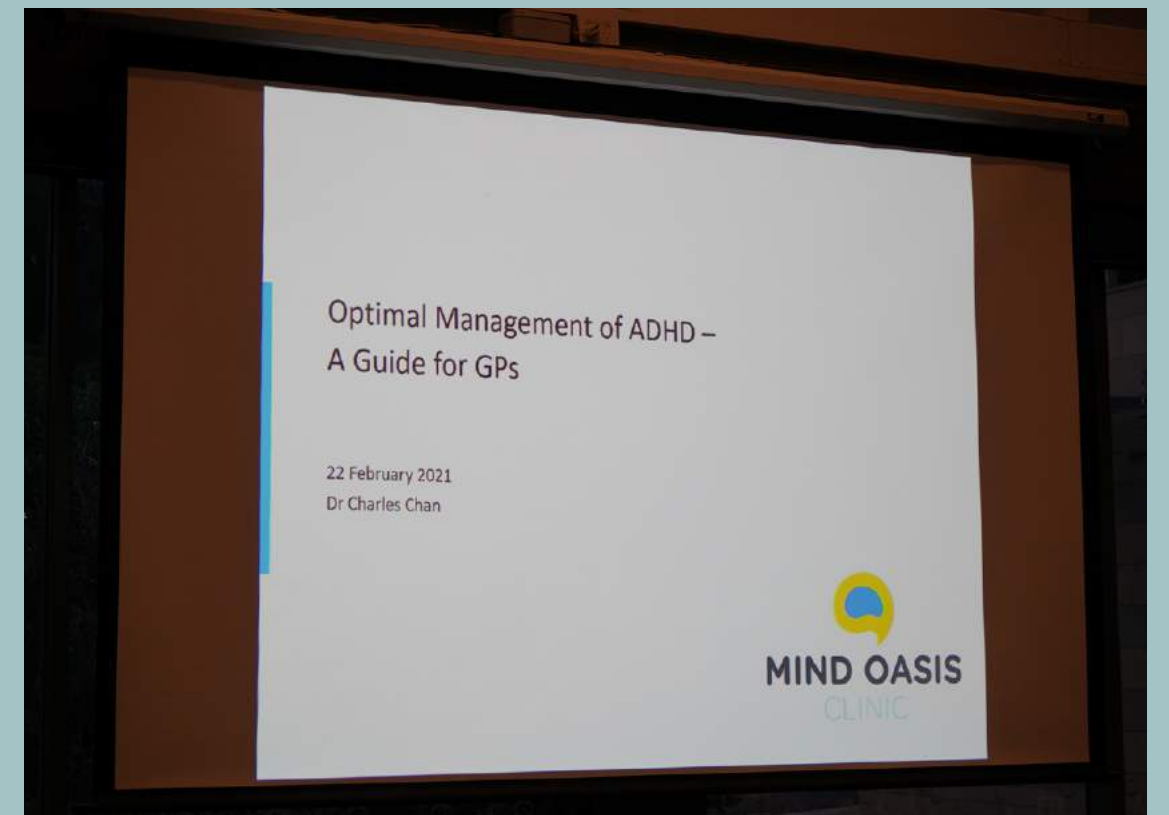 Optimal Management of ADHD –
A Guide for GPs
22 February 2021
Dr Charles Chan
MIND OASIS
CLINIC